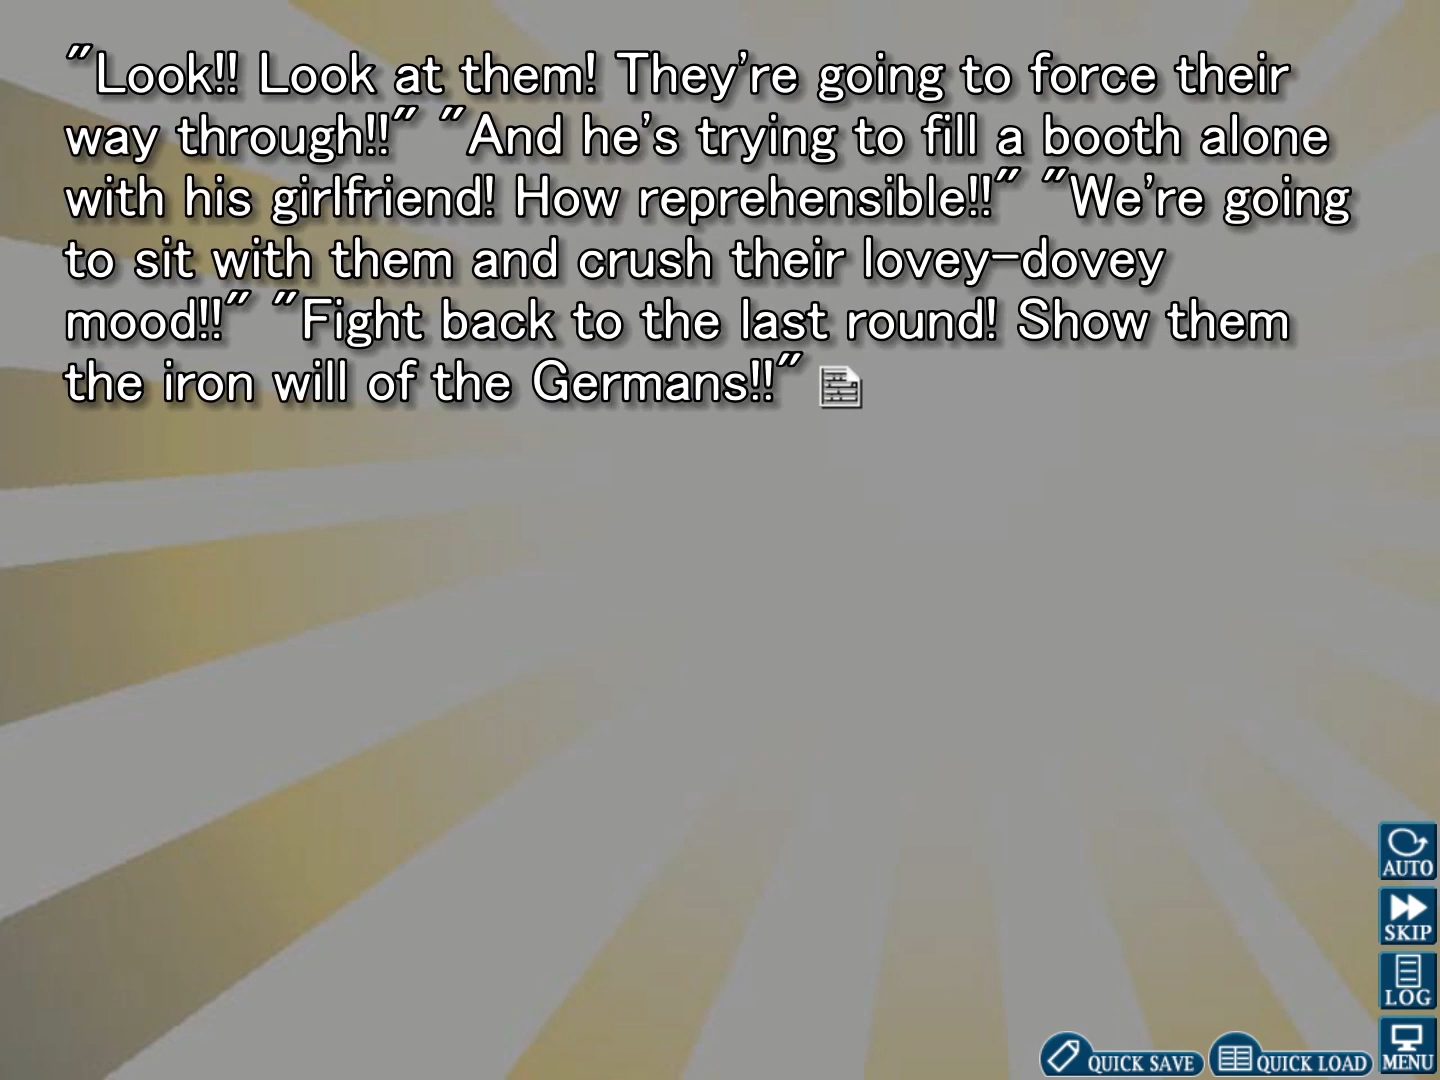 "Look!! Look at them! They're going to force their
way through!!" "And he's trying to fill a booth alone
with his girlfriend! How reprehensible!!" "We're going
to sit with them and crush their lovey-dovey
mood!!" "Fight back to the last round! Show them
the iron will of the Germans!!"
AUTO
SKIP
LOG
QUICK SAVE
QUICK LOAD
MENU